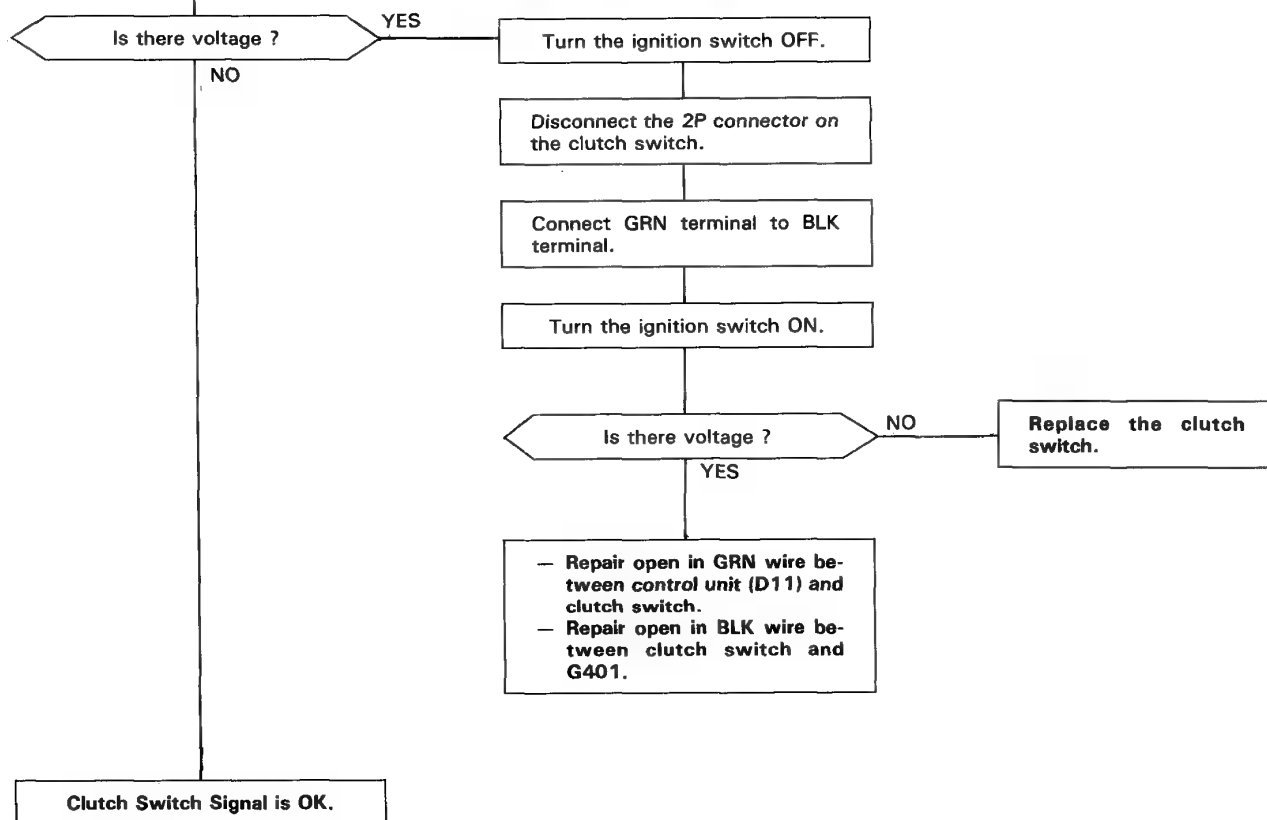 Is there voltage ?
YES
NO
Turn the ignition switch OFF.
Disconnect the 2P connector on
the clutch switch.
Connect GRN terminal to BLK
terminal.
Turn the ignition switch ON.
Is there voltage ?
NO
Replace the clutch
switch.
YES
— Repair open in GRN wire be-
tween control unit (D11) and
clutch switch.
— Repair open in BLK wire be-
tween clutch switch and
G401.
Clutch Switch Signal is OK.